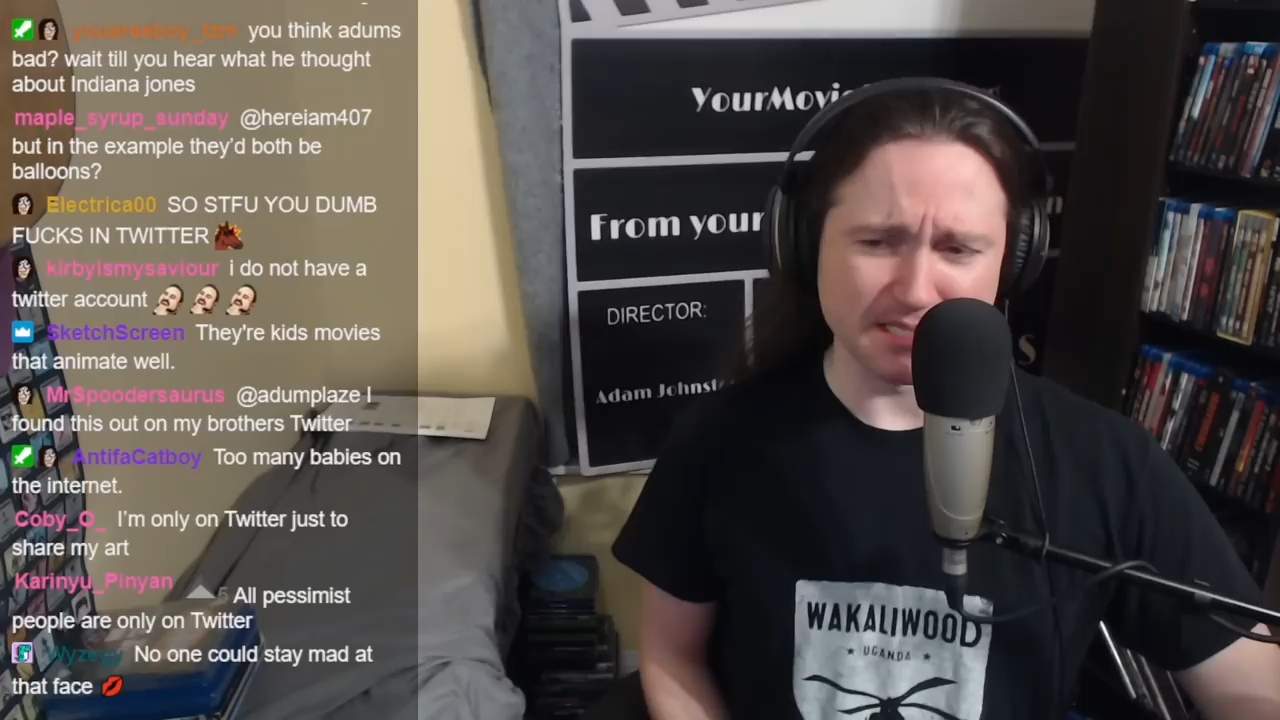 you think adums
bad? wait till you hear what he thought
about Indiana jones
maple_syrup_sunday @hereiam407
but in the example they'd both be
balloons?
Electrica00 SO STFU YOU DUMB
FUCKS IN TWITTER
kirbyismysaviour i do not have a
twitter account
SketchScreen They're kids movies
that animate well.
MrSpoodersaurus @adumplaze I
found this out on my brothers Twitter
AntifaCatboy Too many babies on
the internet.
Coby_O_ I'm only on Twitter just to
share my art
Karinyu_Pinyan All pessimist
people are only on Twitter
No one could stay mad at
that face
From your
DIRECTOR:
Adam
WAKALIWOOD
★ UGANDA ★